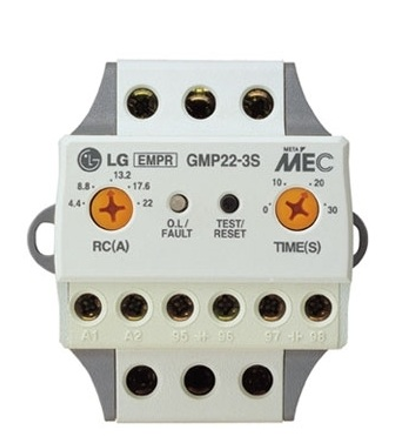 META
LG EMPR GMP22-3S MEC
13.2
8.8 17.6
4.4 22
10 20
0 30
O.L/
FAULT
TEST/
RESET
RC(A)
TIME(S)
A1 A2 95 96 97 98